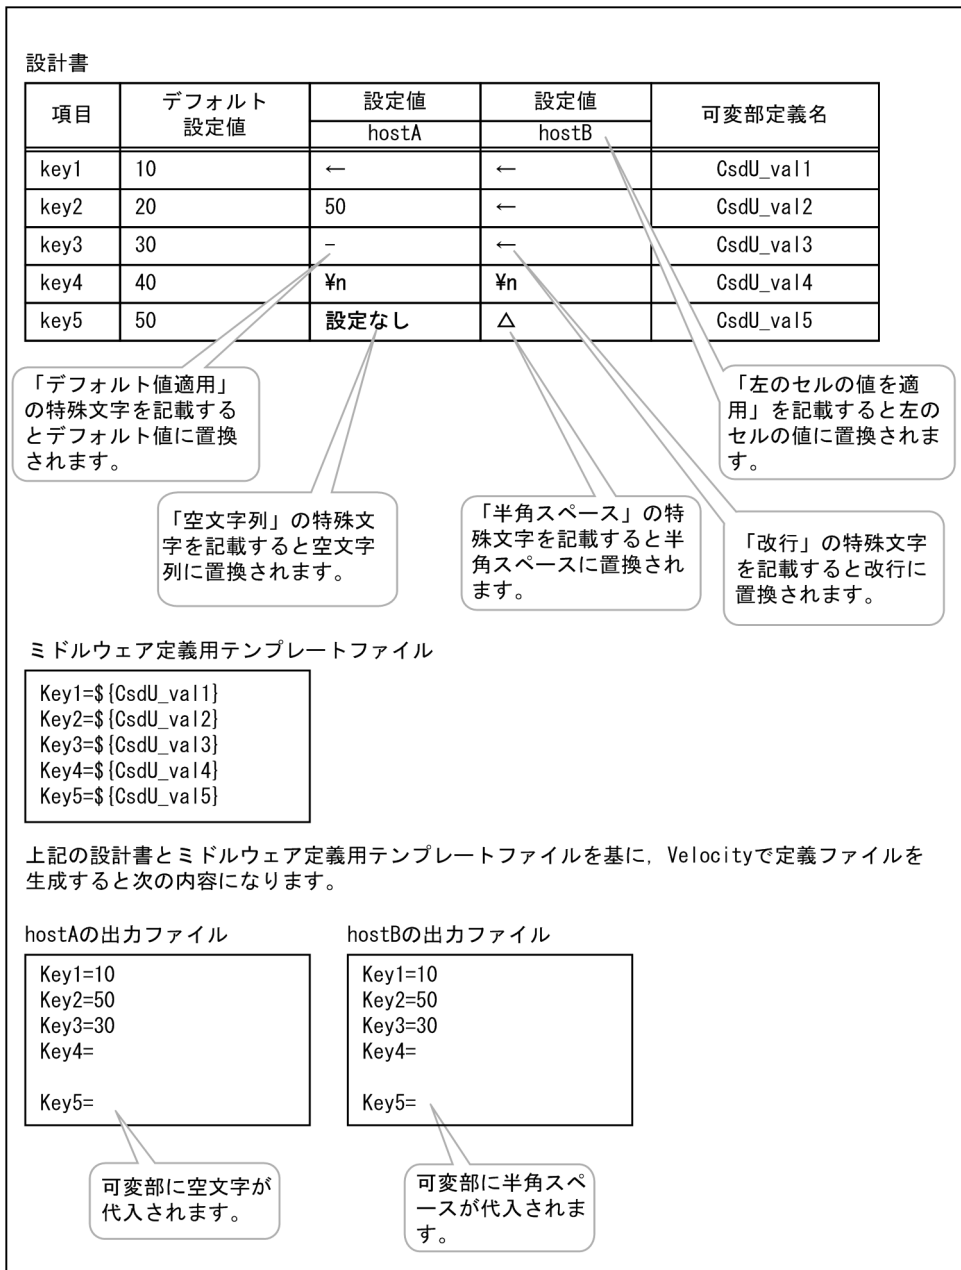 設計書
項目 デフォルト設定値 設定値 設定値 可変部定義名
hostA hostB
key1 10 ← ← CsdU_val1
key2 20 50 ← CsdU_val2
key3 30 － ← CsdU_val3
key4 40 ¥n ¥n CsdU_val4
key5 50 設定なし △ CsdU_val5
「デフォルト値適用」
の特殊文字を記載する
とデフォルト値に置換
されます。
「左のセルの値を適
用」を記載すると左の
セルの値に置換されま
す。
「空文字列」の特殊文
字を記載すると空文字
列に置換されます。
「半角スペース」の特
殊文字を記載すると半
角スペースに置換され
ます。
「改行」の特殊文字
を記載すると改行に
置換されます。
ミドルウェア定義用テンプレートファイル
Key1=${CsdU_val1}
Key2=${CsdU_val2}
Key3=${CsdU_val3}
Key4=${CsdU_val4}
Key5=${CsdU_val5}
上記の設計書とミドルウェア定義用テンプレートファイルを基に，Velocityで定義ファイルを
生成すると次の内容になります。
hostAの出力ファイル
Key1=10
Key2=50
Key3=30
Key4=
Key5=
可変部に空文字が
代入されます。
hostBの出力ファイル
Key1=10
Key2=50
Key3=30
Key4=
Key5=
可変部に半角スペ
ースが代入されま
す。